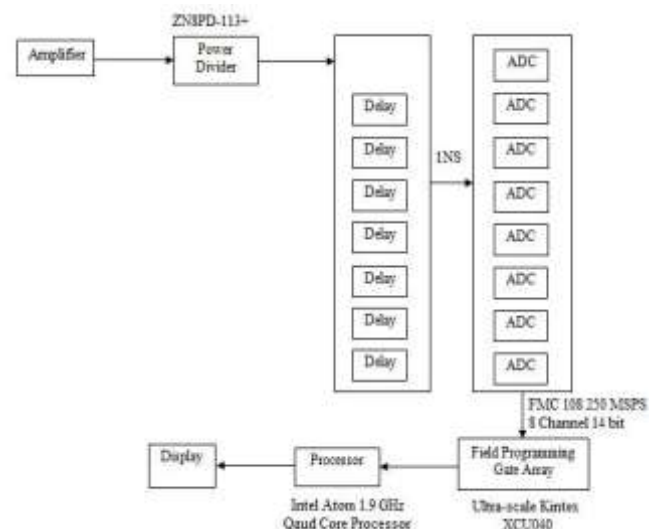 ZN8PD-113+
Amplifier
Power
Divider
Delay
Delay
Delay
Delay
Delay
Delay
Delay
1NS
ADC
ADC
ADC
ADC
ADC
ADC
ADC
ADC
FMC 108 250 MSPS
8 Channel 14 bit
Field Programming
Gate Array
Ultra-scale Kintex
XCU040
Processor
Intel Atom 1.9 GHz
Qzud Core Processor
Display